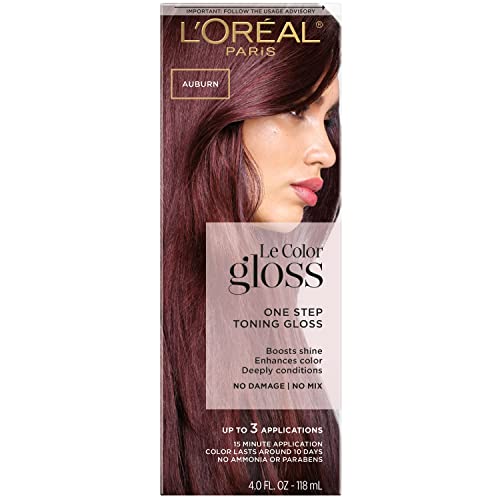 IMPORTANT: FOLLOW THE USAGE ADVISORY
L'ORÉAL
PARIS
AUBURN
Le Color
gloss
ONE STEP
TONING GLOSS
Boosts shine
Enhances color
Deeply conditions
NO DAMAGE | NO MIX
UP TO 3 APPLICATIONS
15 MINUTE APPLICATION
COLOR LASTS AROUND 10 DAYS
NO AMMONIA OR PARABENS
4.0 FL. OZ - 118 mL